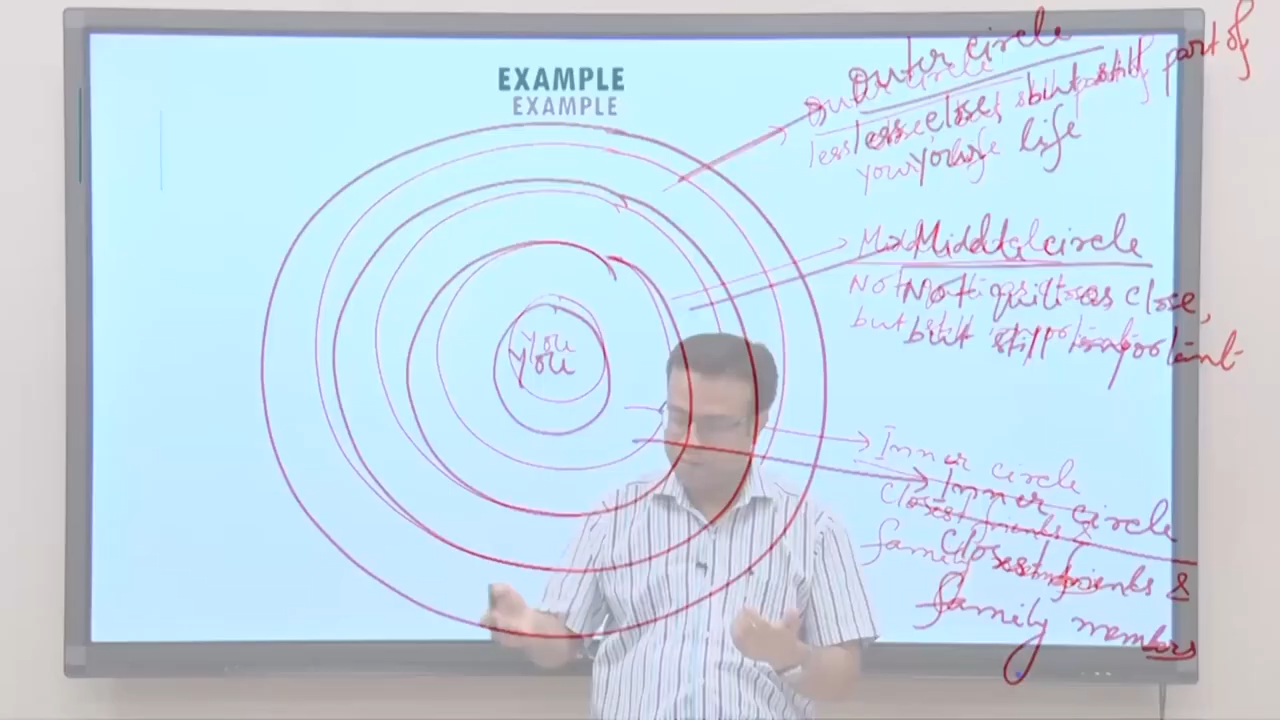 EXAMPLE
EXAMPLE
Outer circle
less close but still part of
your life
Middle circle
Not quite as close,
but still important
You
You
Inner circle
Inner circle
Closest friends &
family members